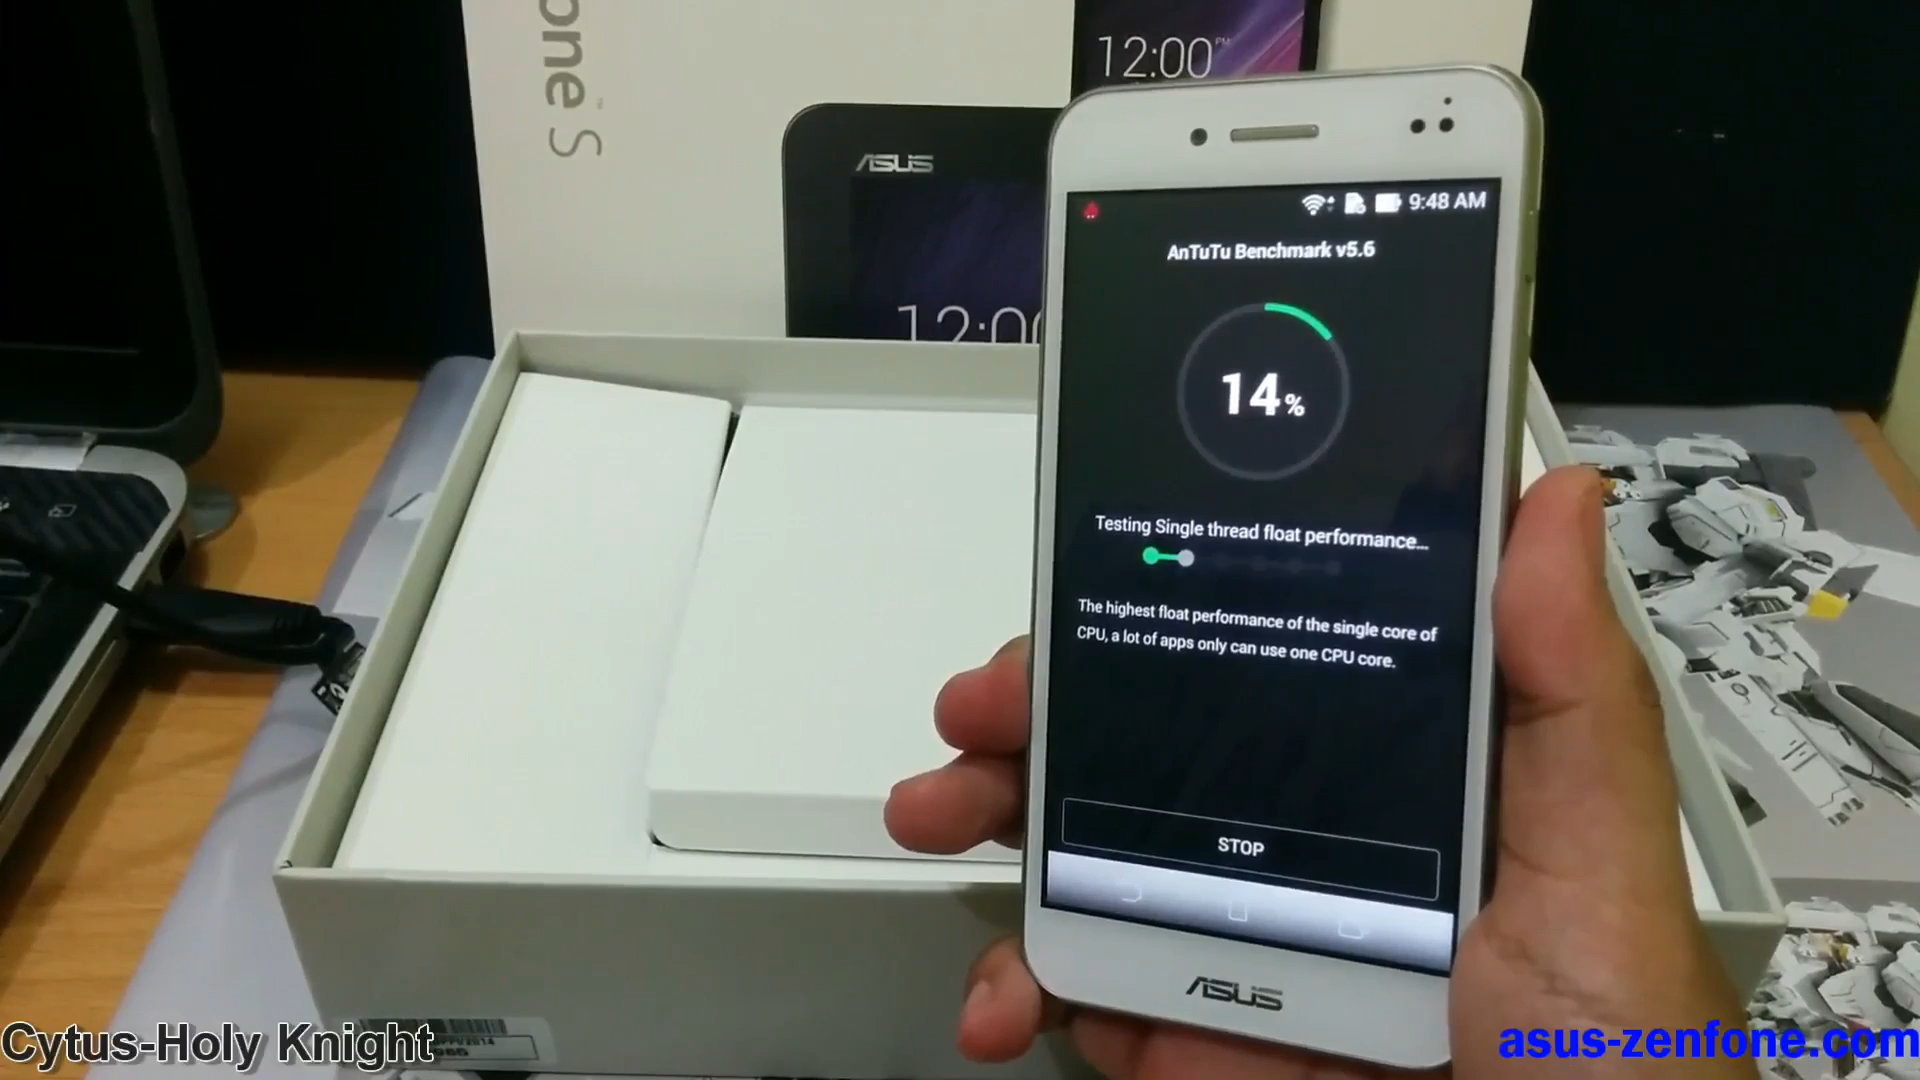 one S
12:00 PM
ASUS
12:00
9:48 AM
AnTuTu Benchmark v5.6
14%
Testing Single thread float performance...
The highest float performance of the single core of
CPU, a lot of apps only can use one CPU core.
STOP
ASUS
Cytus-Holy Knight
asus-zenfone.com